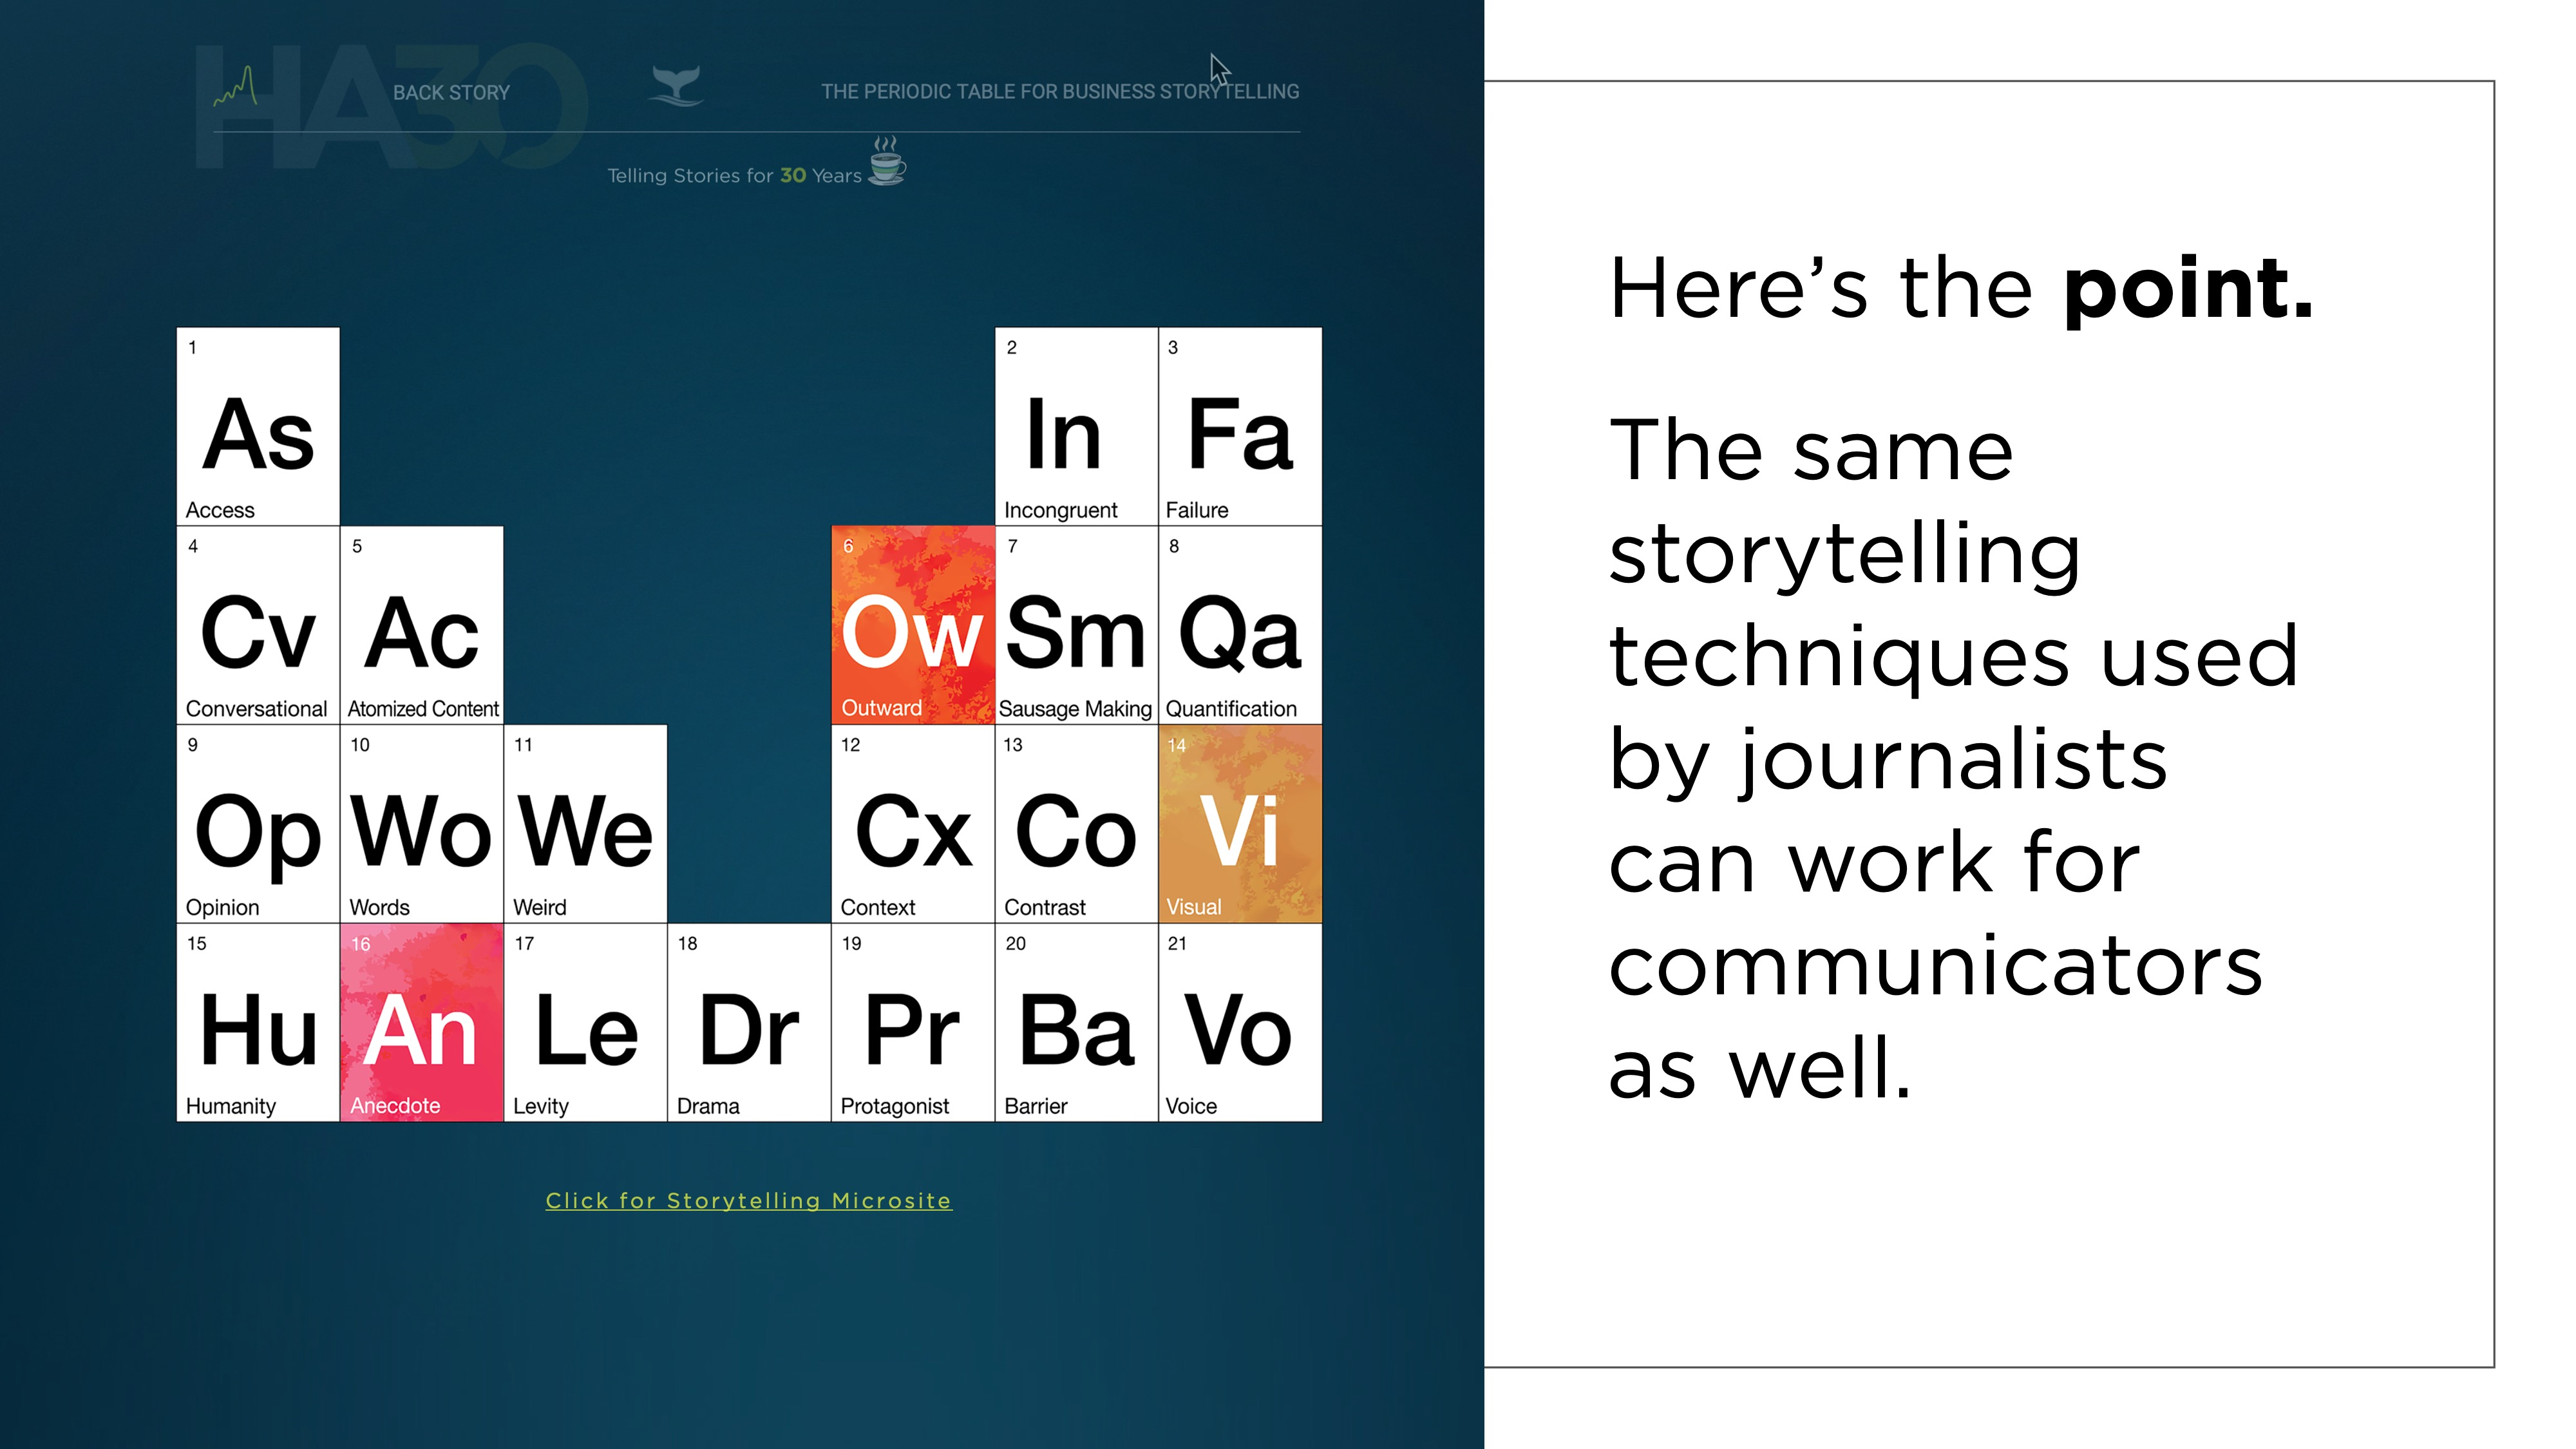 HA30
BACK STORY
THE PERIODIC TABLE FOR BUSINESS STORYTELLING
Telling Stories for 30 Years
1
As
Access
2
In
Incongruent
3
Fa
Failure
4
Cv
Conversational
5
Ac
Atomized Content
6
Ow
Outward
7
Sm
Sausage Making
8
Qa
Quantification
9
Op
Opinion
10
Wo
Words
11
We
Weird
12
Cx
Context
13
Co
Contrast
14
Vi
Visual
15
Hu
Humanity
16
An
Anecdote
17
Le
Levity
18
Dr
Drama
19
Pr
Protagonist
20
Ba
Barrier
21
Vo
Voice
Click for Storytelling Microsite
Here’s the point.
The same
storytelling
techniques used
by journalists
can work for
communicators
as well.